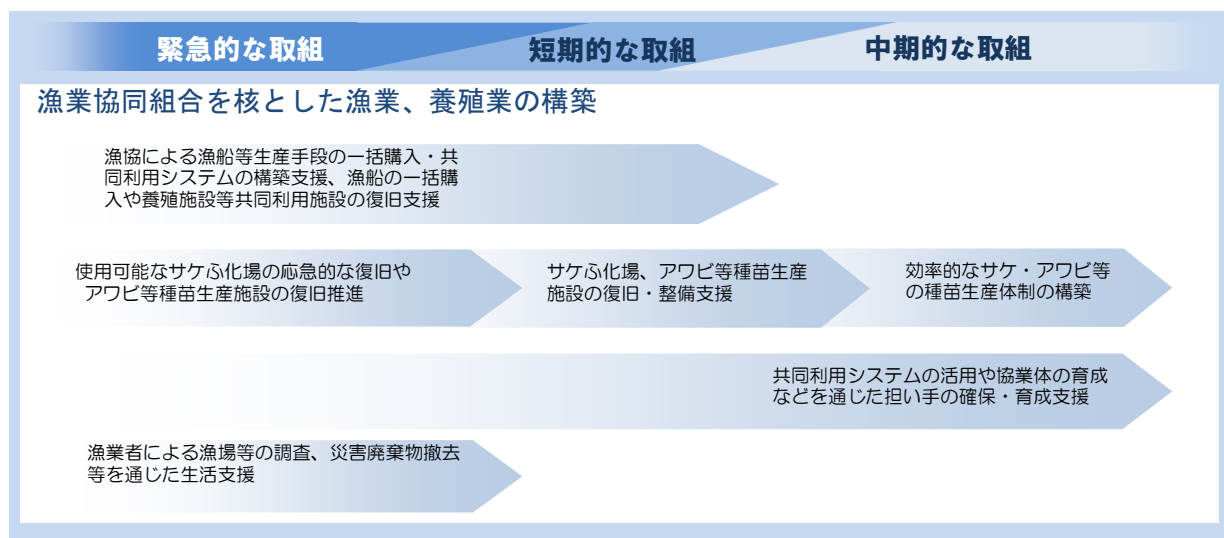 緊急的な取組
短期的な取組
中期的な取組
漁業協同組合を核とした漁業、養殖業の構築
漁協による漁船等生産手段の一括購入・共
同利用システムの構築支援、漁船の一括購
入や養殖施設等共同利用施設の復旧支援
使用可能なサケふ化場の応急的な復旧や
アワビ等種苗生産施設の復旧推進
サケふ化場、アワビ等種苗生産
施設の復旧・整備支援
効率的なサケ・アワビ等
の種苗生産体制の構築
共同利用システムの活用や協業体の育成
などを通じた担い手の確保・育成支援
漁業者による漁場等の調査、災害廃棄物撤去
等を通じた生活支援